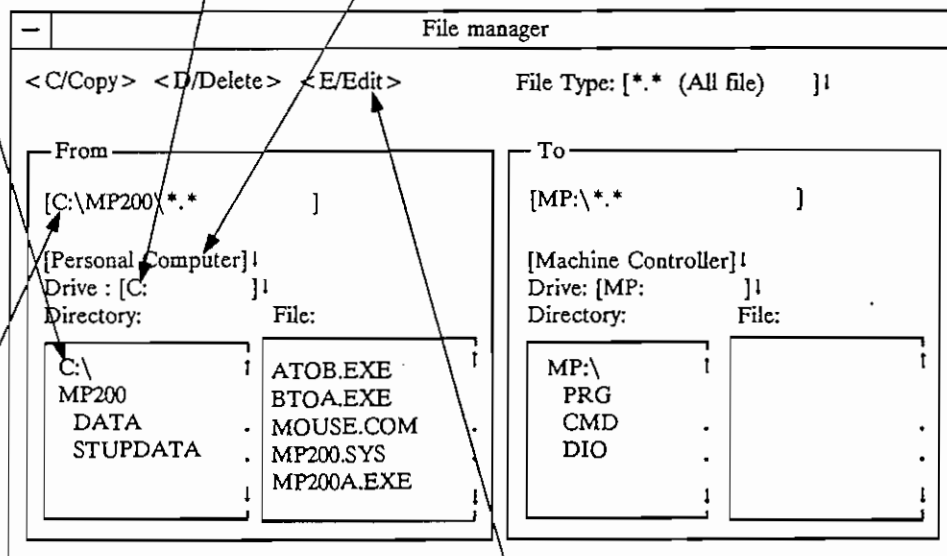 File manager
<C/Copy> <D/Delete> <E/Edit> File Type: [*.* (All file) ]↓
From
[C:\MP200\*.* ]
[Personal Computer]↓
Drive : [C: ]↓
Directory: File:
C:\
MP200
DATA
STUPDATA
ATOB.EXE
BTOA.EXE
MOUSE.COM
MP200.SYS
MP200A.EXE
To
[MP:\*.* ]
[Machine Controller]↓
Drive: [MP: ]↓
Directory: File:
MP:\
PRG
CMD
DIO